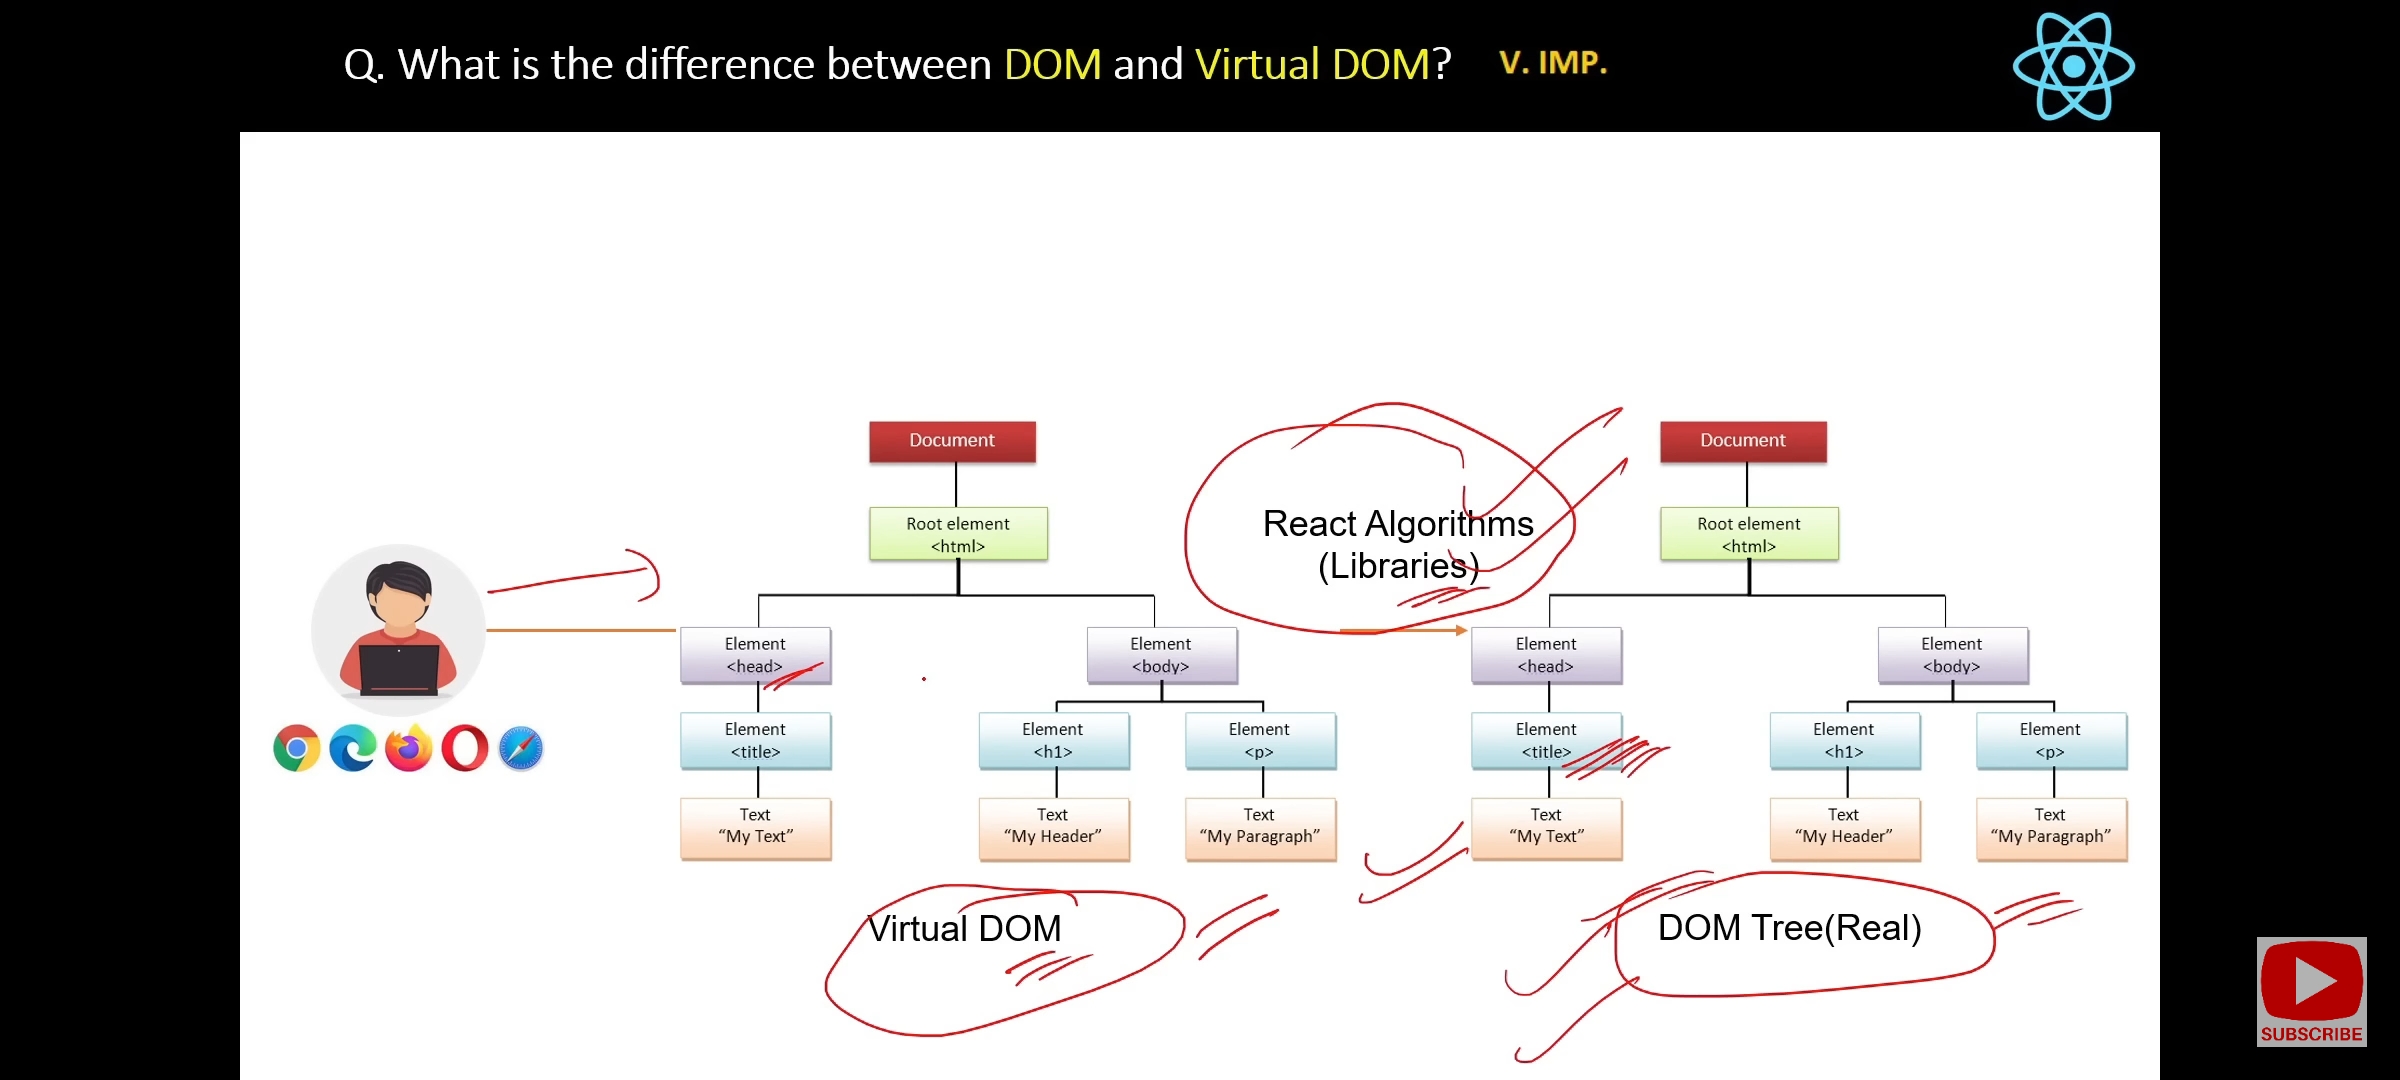 Q. What is the difference between DOM and Virtual DOM? V. IMP.
Document
Root element
<html>
Element
<head>
Element
<body>
Element
<title>
Element
<h1>
Element
<p>
Text
“My Text”
Text
“My Header”
Text
“My Paragraph”
Virtual DOM
React Algorithms
(Libraries)
Document
Root element
<html>
Element
<head>
Element
<body>
Element
<title>
Element
<h1>
Element
<p>
Text
“My Text”
Text
“My Header”
Text
“My Paragraph”
DOM Tree(Real)
SUBSCRIBE